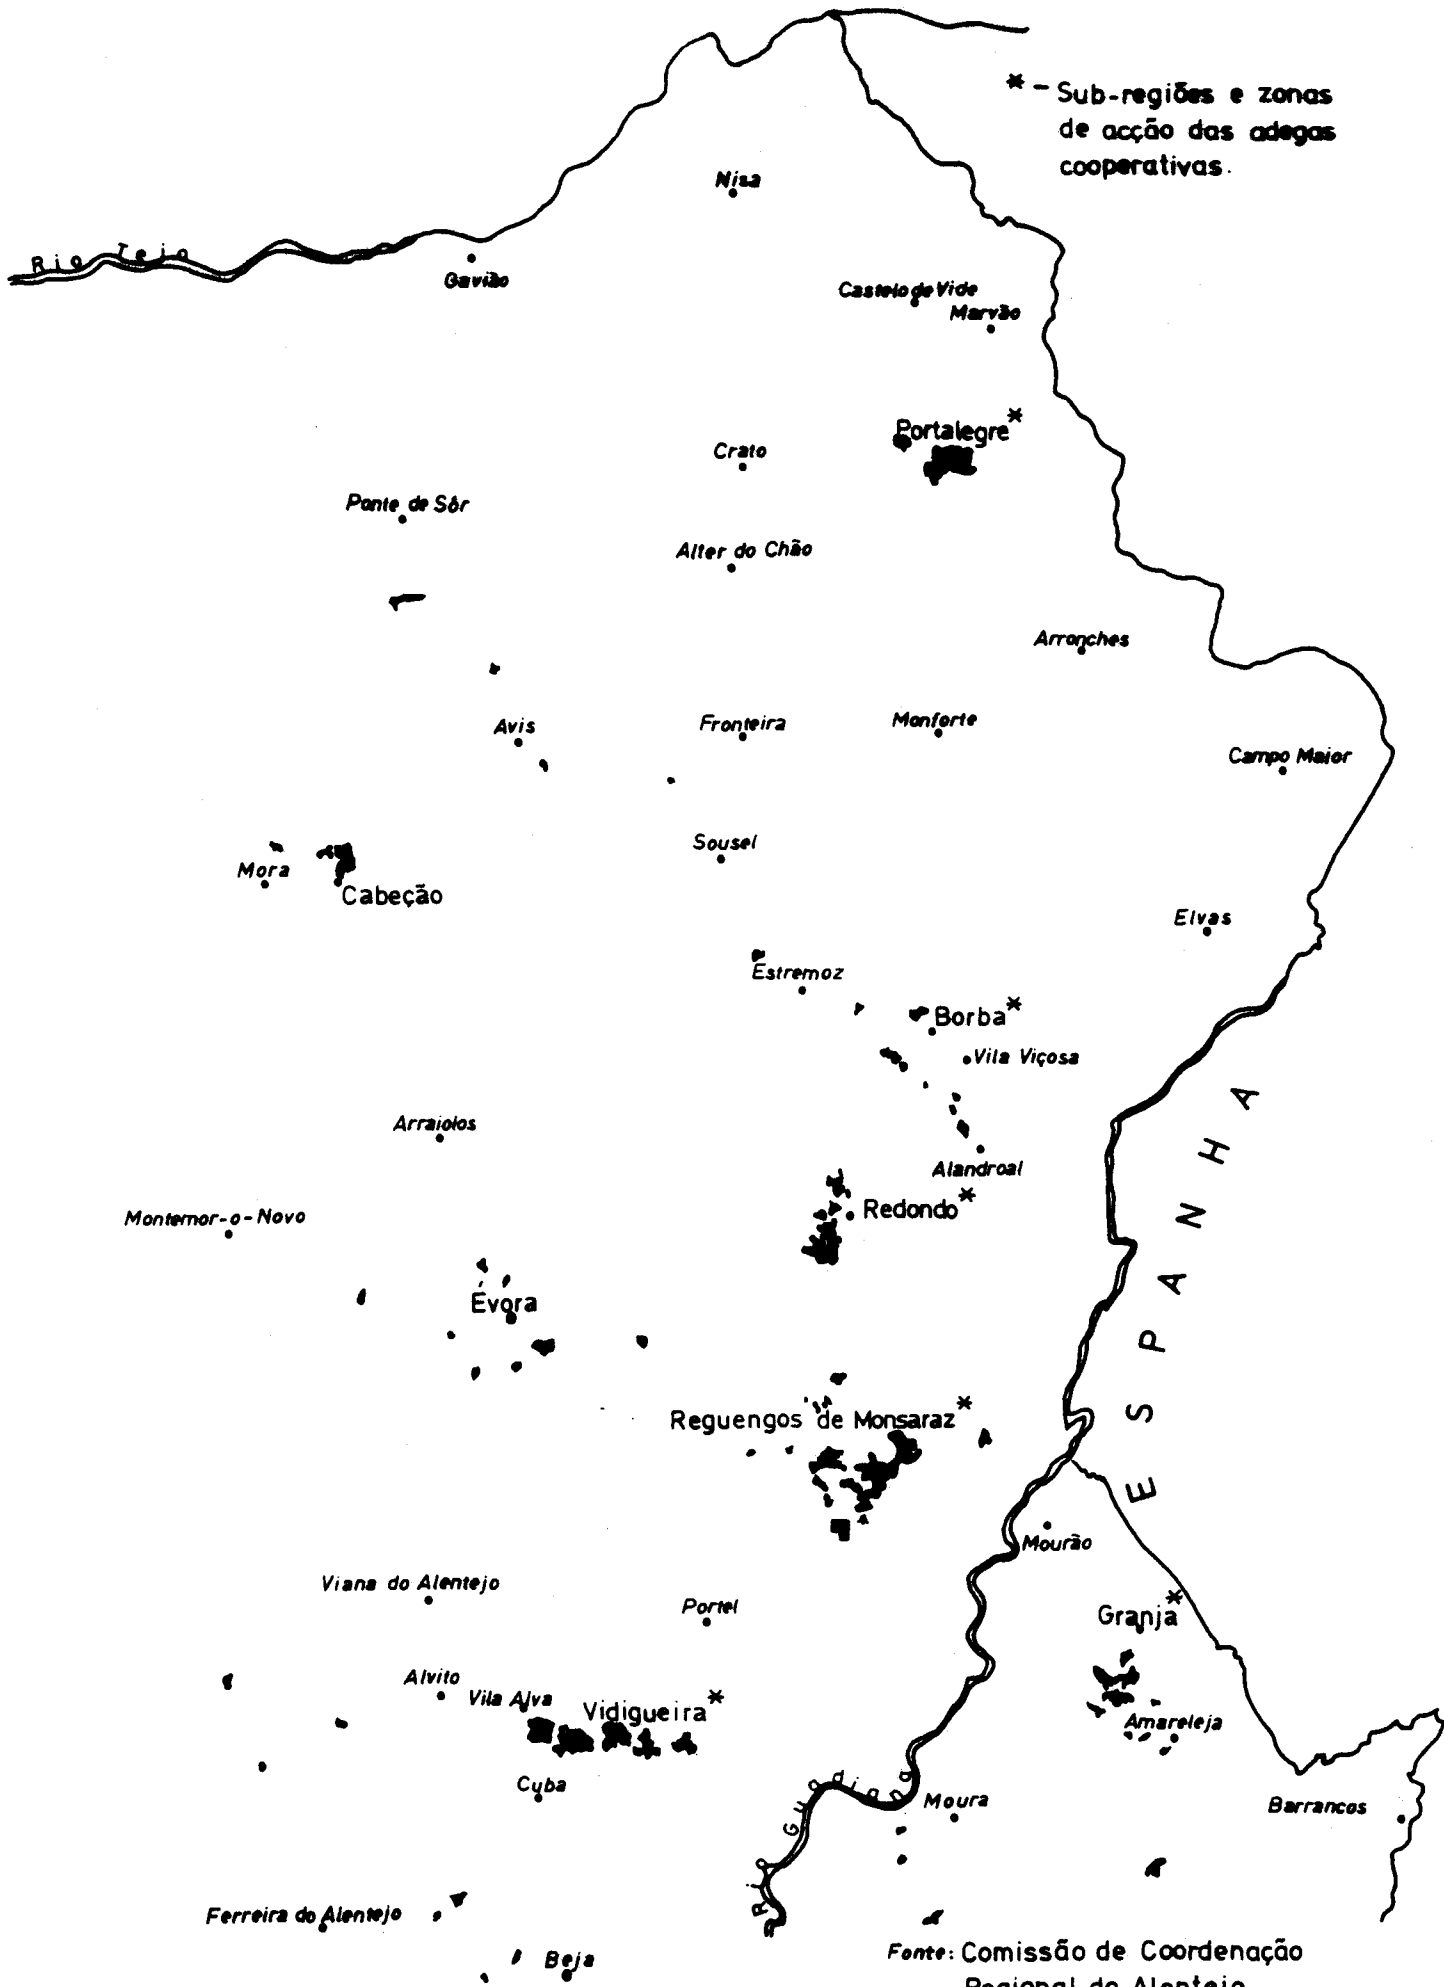 * - Sub-regiões e zonas
de acção das adegas
cooperativas.
Nisa
Rio Tejo
Gavião
Castelo de Vide
Marvão
Portalegre*
Crato
Ponte de Sôr
Alter do Chão
Arronches
Avis
Fronteira
Monforte
Campo Maior
Sousel
Mora
Cabeção
Elvas
Estremoz
Borba*
Vila Viçosa
ESPANHA
Arraiolos
Alandroal
Redondo*
Montemor-o-Novo
Évora
Reguengos de Monsaraz*
Mourão
Viana do Alentejo
Portel
Granja*
Alvito
Vila Alva
Vidigueira*
Amareleja
Cuba
Rio Guadiana
Moura
Barrancos
Ferreira do Alentejo
Beja
Fonte: Comissão de Coordenação
Regional do Alentejo